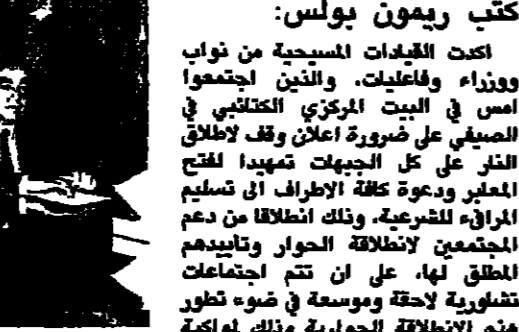 كتب ريمون بولس:
اكدت القيادات المسيحية من نواب
ووزراء وفاعليات، والذين اجتمعوا
امس في البيت المركزي الكتائبي في
الصيفي على ضرورة اعلان وقف لاطلاق
النار على كل الجبهات تمهيدا لفتح
المعابر ودعوة كافة الاطراف الى تسليم
المرافىء للشرعية، وذلك انطلاقا من دعم
المجتمعين لانطلاقة الحوار وتأييدهم
المطلق لها، على ان تتم اجتماعات
تشاورية لاحقة وموسعة في ضوء تطور
الانطلاقة الحوارية وذلك لمواكبة